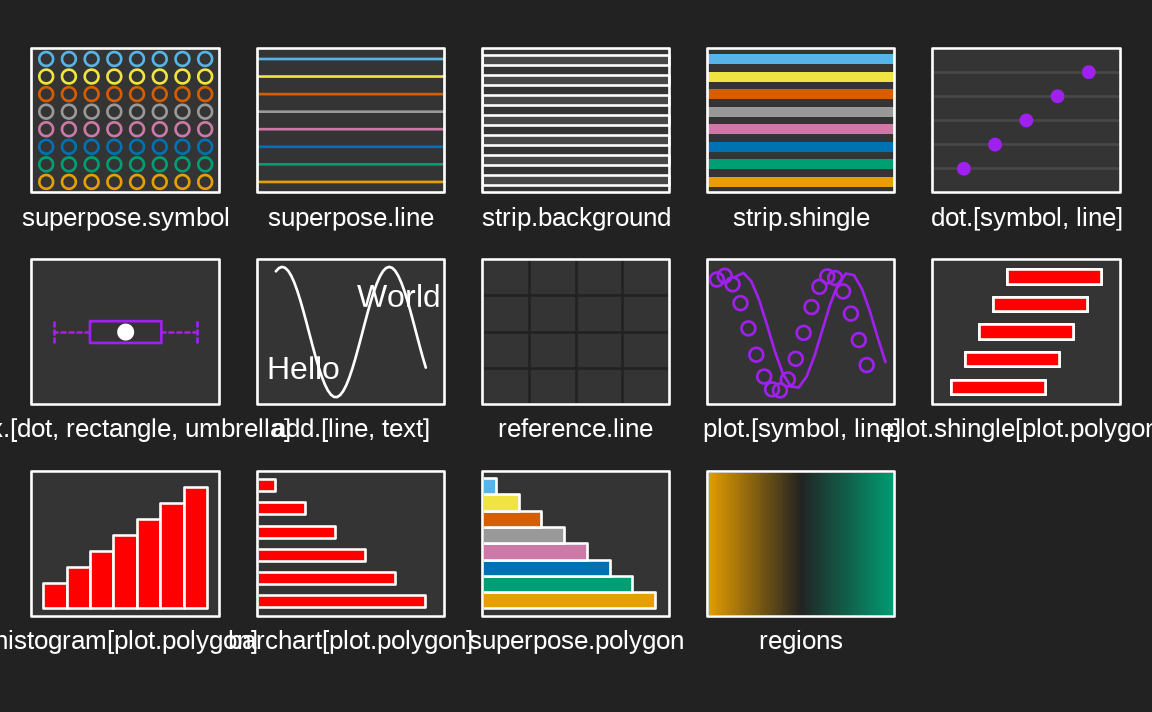 superpose.symbol
superpose.line
strip.background
strip.shingle
dot.[symbol, line]
World
Hello
.[dot, rectangle, umbrella]
add.[line, text]
reference.line
plot.[symbol, line]
plot.shingle[plot.polygon
histogram[plot.polygon]
barchart[plot.polygon]
superpose.polygon
regions